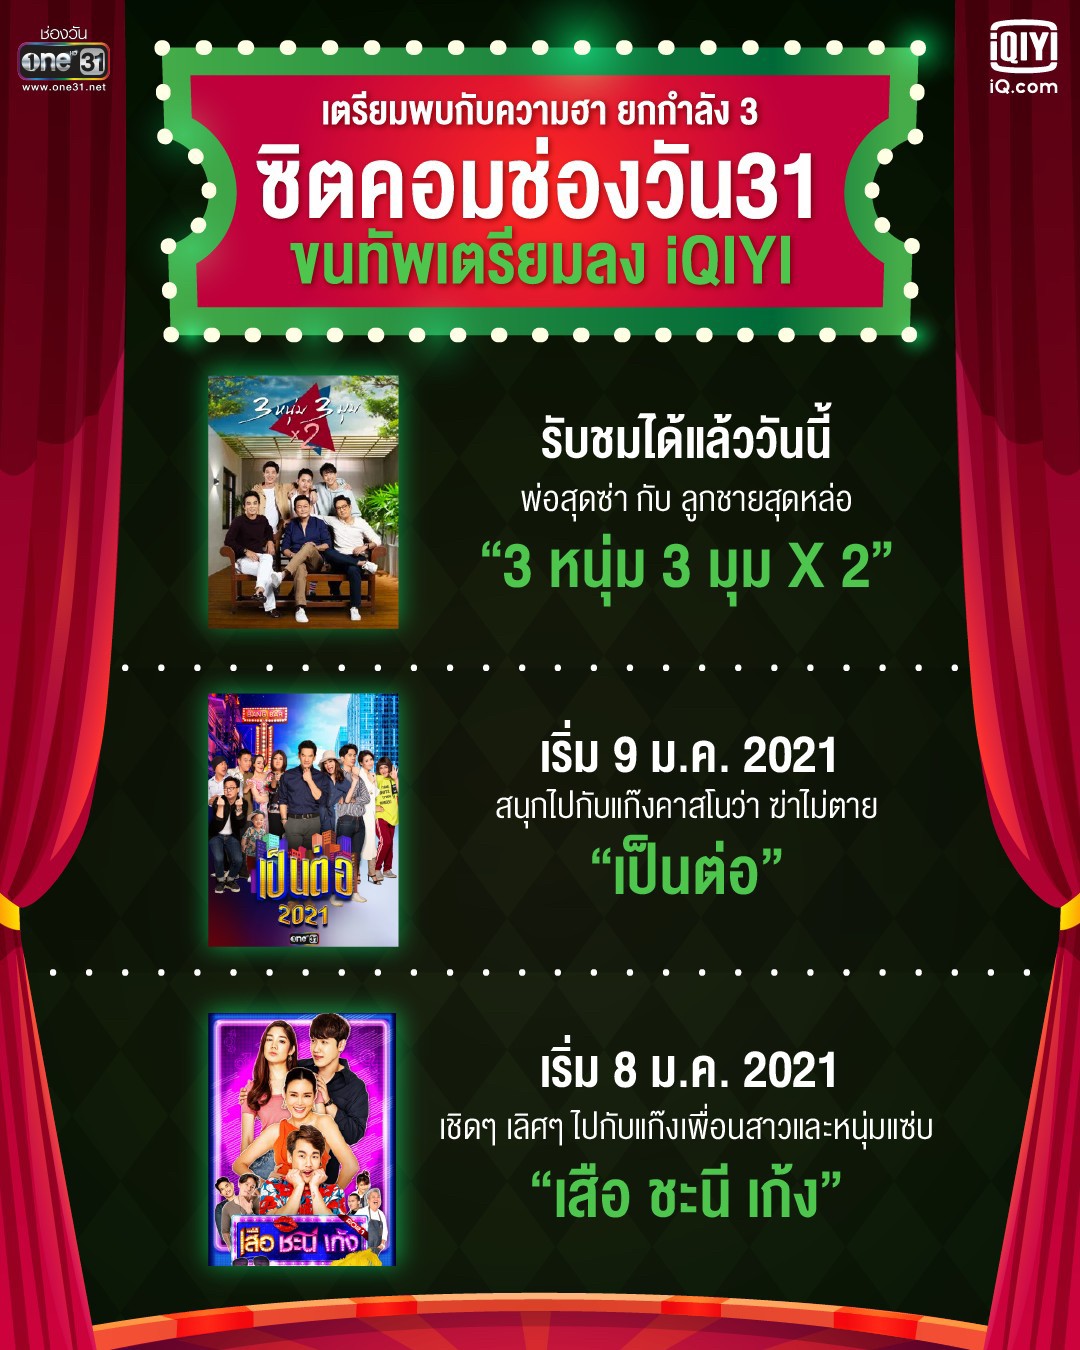 ช่องวัน
one 31
www.one31.net
iQIYI
iQ.com
เตรียมพบกับความฮา ยกกำลัง 3
ซิตคอมช่องวัน31
ขนทัพเตรียมลง iQIYI
3 หนุ่ม 3 มุม
x2
รับชมได้แล้ววันนี้
พ่อสุดซ่า กับ ลูกชายสุดหล่อ
“3 หนุ่ม 3 มุม X 2”
เป็นต่อ
2021
one 31
เริ่ม 9 ม.ค. 2021
สนุกไปกับแก๊งคาสโนว่า ฆ่าไม่ตาย
“เป็นต่อ”
เสือ ชะนี เก้ง
เริ่ม 8 ม.ค. 2021
เชิดๆ เลิศๆ ไปกับแก๊งเพื่อนสาวและหนุ่มแซ่บ
“เสือ ชะนี เก้ง”